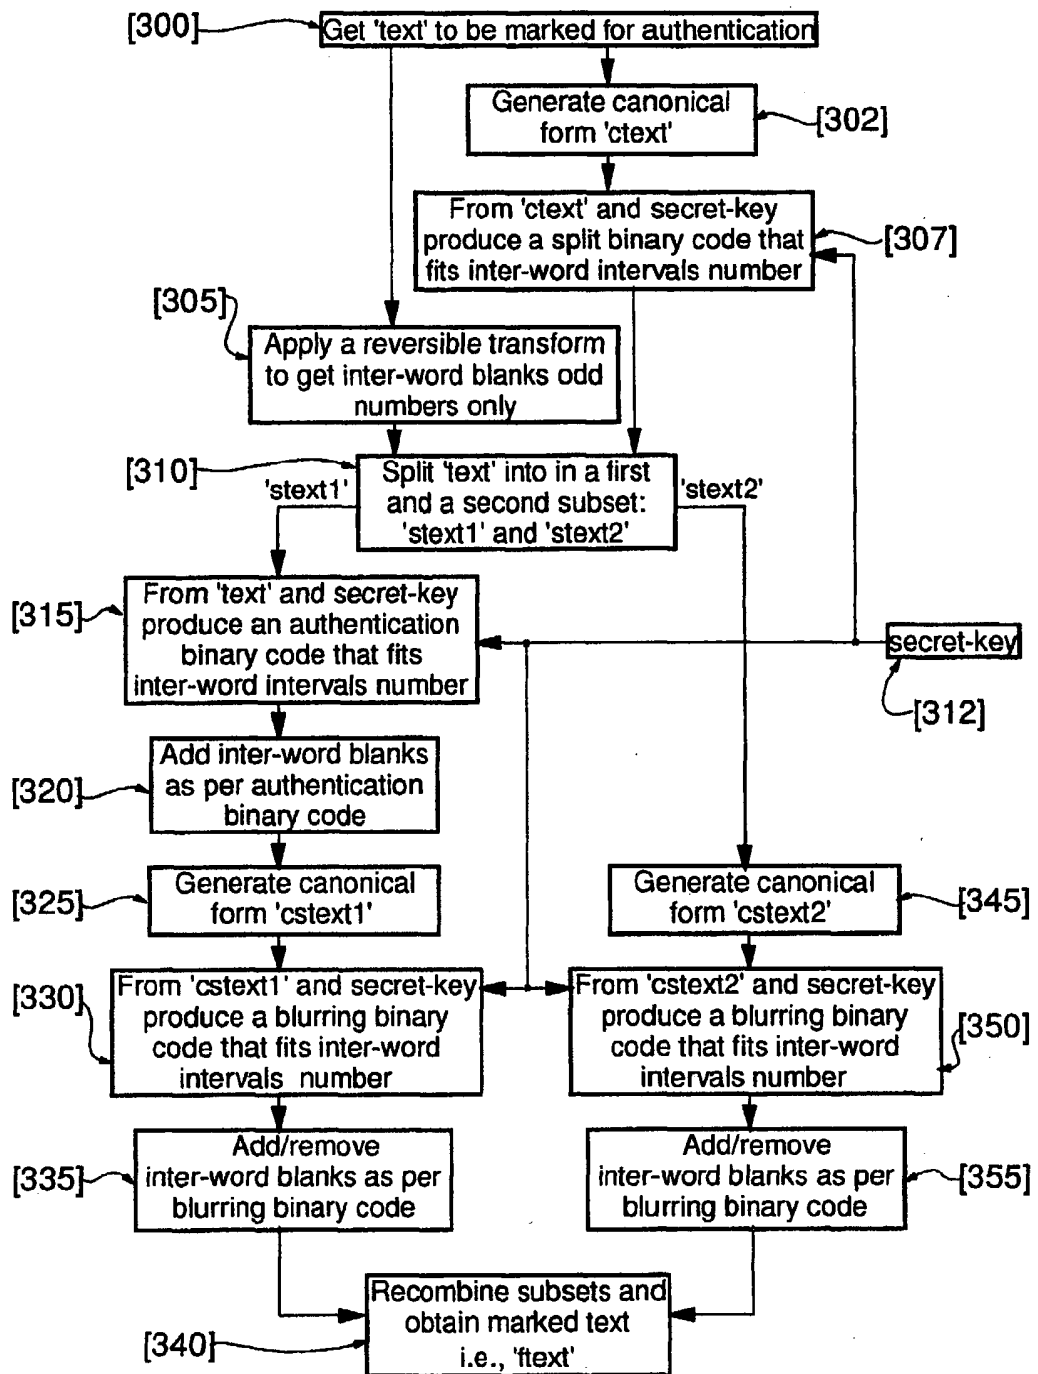 [300]
Get 'text' to be marked for authentication
Generate canonical
form 'ctext'
[302]
From 'ctext' and secret-key
produce a split binary code that
fits inter-word intervals number
[307]
[305]
Apply a reversible transform
to get inter-word blanks odd
numbers only
[310]
Split 'text' into in a first
and a second subset:
'stext1' and 'stext2'
'stext1'
'stext2'
[315]
From 'text' and secret-key
produce an authentication
binary code that fits
inter-word intervals number
secret-key
[312]
[320]
Add inter-word blanks
as per authentication
binary code
[325]
Generate canonical
form 'cstext1'
Generate canonical
form 'cstext2'
[345]
[330]
From 'cstext1' and secret-key
produce a blurring binary
code that fits inter-word
intervals number
From 'cstext2' and secret-key
produce a blurring binary
code that fits inter-word
intervals number
[350]
[335]
Add/remove
inter-word blanks as per
blurring binary code
Add/remove
inter-word blanks as per
blurring binary code
[355]
[340]
Recombine subsets and
obtain marked text
i.e., 'ftext'